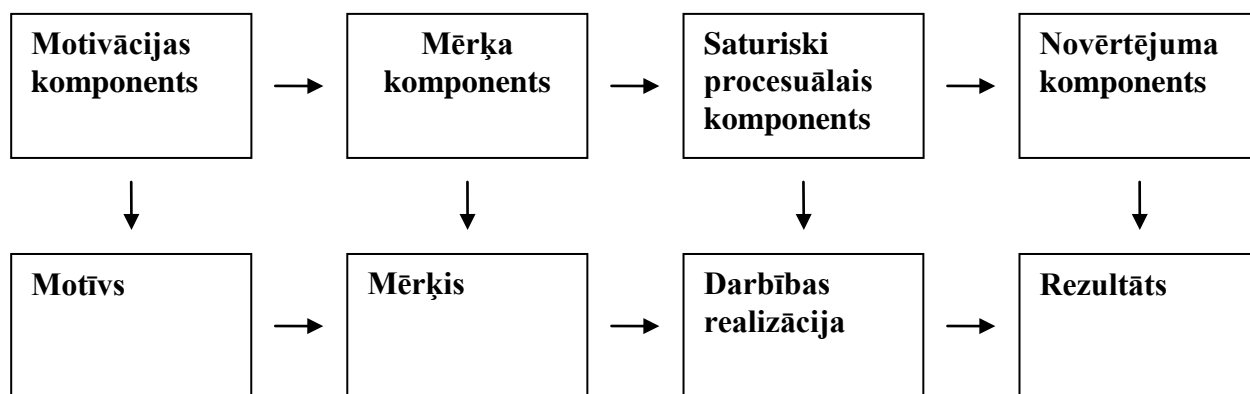 Motivācijas
komponents
Mērķa
komponents
Saturiski
procesuālais
komponents
Novērtējuma
komponents
Motīvs
Mērķis
Darbības
realizācija
Rezultāts